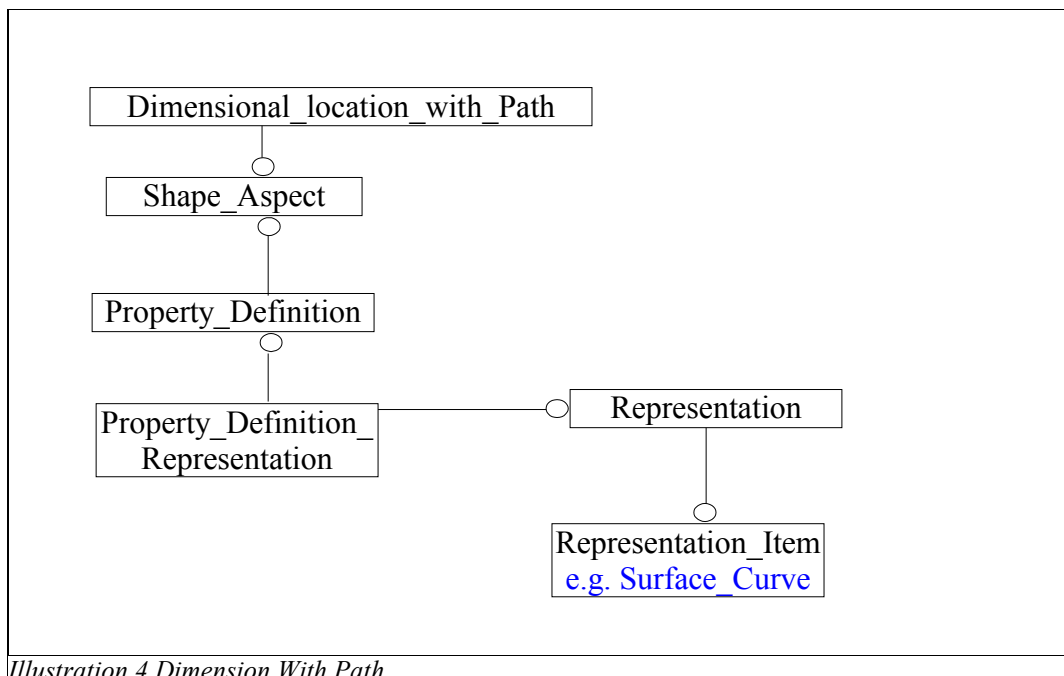 Dimensional_location_with_Path
Shape_Aspect
Property_Definition
Property_Definition_
Representation
Representation
Representation_Item
e.g. Surface_Curve
Illustration 4 Dimension With Path